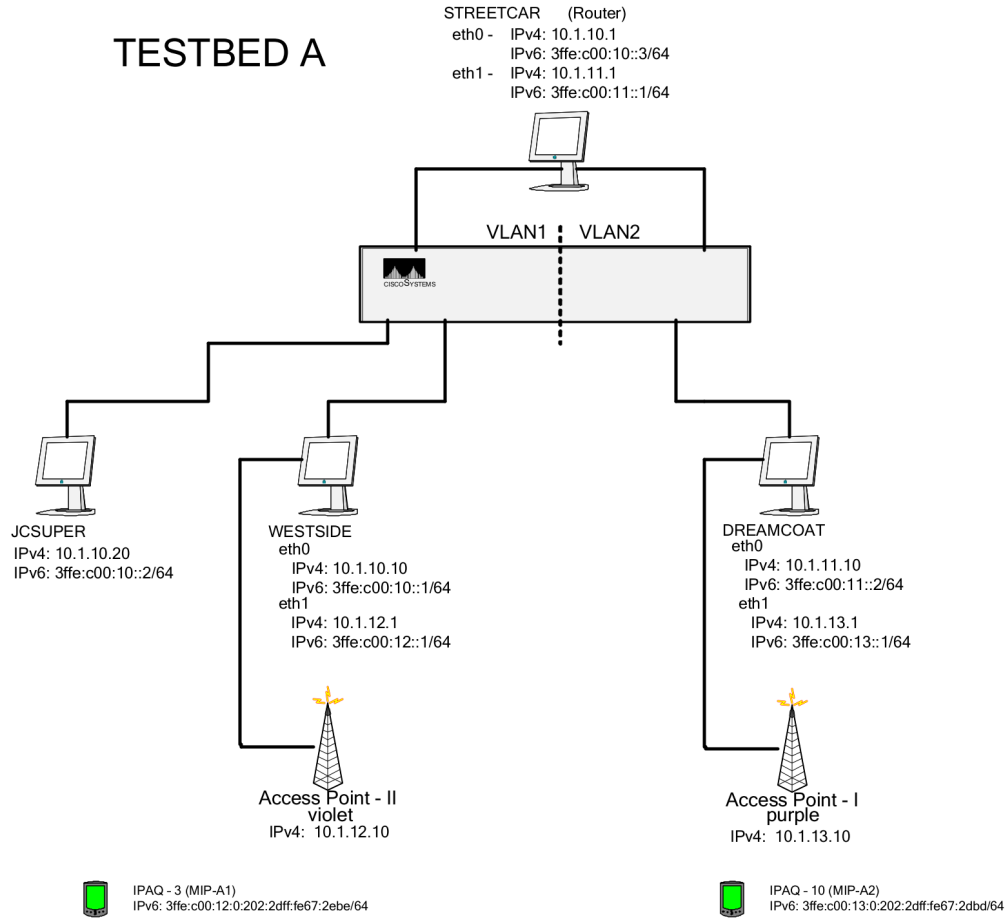 STREETCAR (Router)
eth0 - IPv4: 10.1.10.1
IPv6: 3ffe:c00:10::3/64
eth1 - IPv4: 10.1.11.1
IPv6: 3ffe:c00:11::1/64
TESTBED A
VLAN1 VLAN2
CISCO SYSTEMS
JCSUPER
IPv4: 10.1.10.20
IPv6: 3ffe:c00:10::2/64
WESTSIDE
eth0
IPv4: 10.1.10.10
IPv6: 3ffe:c00:10::1/64
eth1
IPv4: 10.1.12.1
IPv6: 3ffe:c00:12::1/64
DREAMCOAT
eth0
IPv4: 10.1.11.10
IPv6: 3ffe:c00:11::2/64
eth1
IPv4: 10.1.13.1
IPv6: 3ffe:c00:13::1/64
Access Point - II
violet
IPv4: 10.1.12.10
Access Point - I
purple
IPv4: 10.1.13.10
IPAQ - 3 (MIP-A1)
IPv6: 3ffe:c00:12:0:202:2dff:fe67:2ebe/64
IPAQ - 10 (MIP-A2)
IPv6: 3ffe:c00:13:0:202:2dff:fe67:2dbd/64